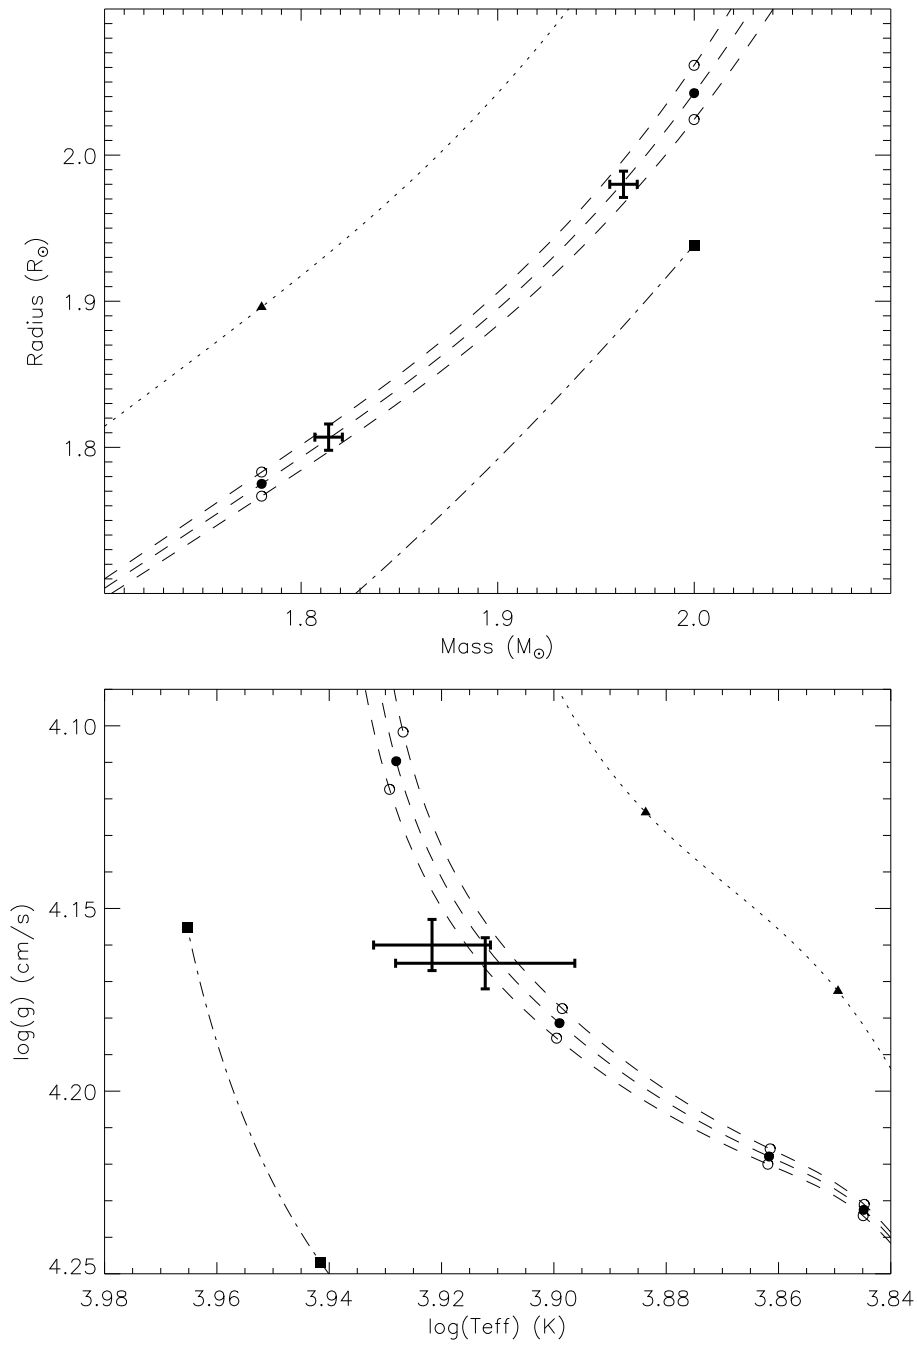 2.0
1.9
1.8
Radius (R☉)
1.8 1.9 2.0
Mass (M☉)
4.10
4.15
4.20
4.25
log(g) (cm/s)
3.98 3.96 3.94 3.92 3.90 3.88 3.86 3.84
log(Teff) (K)